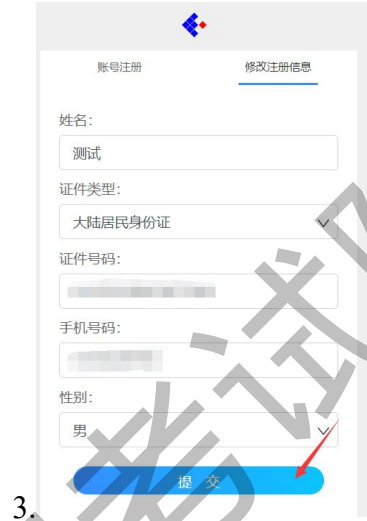 账号注册 修改注册信息
姓名:
测试
证件类型:
大陆居民身份证
证件号码:
手机号码:
性别:
男
提 交
3.